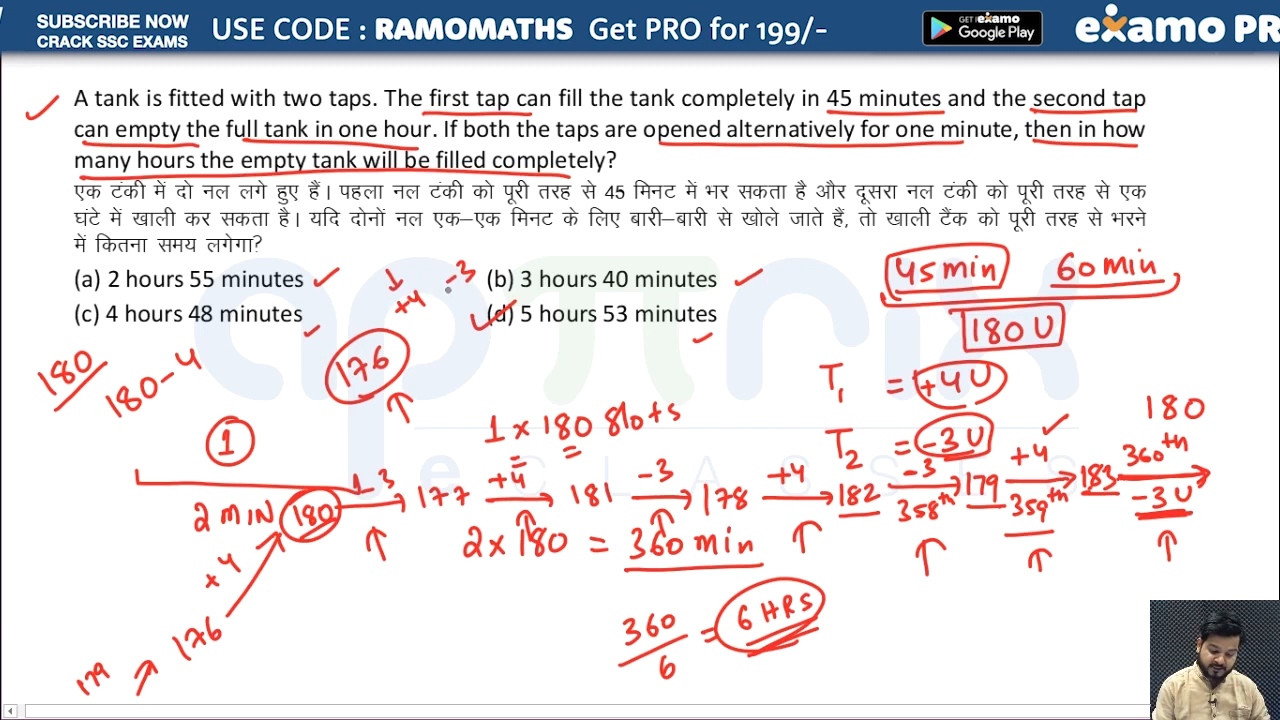 SUBSCRIBE NOW
CRACK SSC EXAMS
USE CODE : RAMOMATHS Get PRO for 199/-
GET IT examo
Google Play
examo PR
A tank is fitted with two taps. The first tap can fill the tank completely in 45 minutes and the second tap
can empty the full tank in one hour. If both the taps are opened alternatively for one minute, then in how
many hours the empty tank will be filled completely?
एक टंकी में दो नल लगे हुए हैं। पहला नल टंकी को पूरी तरह से 45 मिनट में भर सकता है और दूसरा नल टंकी को पूरी तरह से एक
घंटे में खाली कर सकता है। यदि दोनों नल एक–एक मिनट के लिए बारी–बारी से खोले जाते हैं, तो खाली टैंक को पूरी तरह से भरने
में कितना समय लगेगा?
(a) 2 hours 55 minutes
(b) 3 hours 40 minutes
(c) 4 hours 48 minutes
(d) 5 hours 53 minutes
1
+4 -3
45 min 60 min
180 U
180
180-4
176
T1 = +4U
T2 = -3U
180
1 × 180 Slots
1
2 MIN
180 -3 177 +4 181 -3 178 +4 182 -3 179 +4 183
358th 359th 360th
-3U
2 × 180 = 360 min
+4
176
179
360/6 = 6 HRS
CLASSES